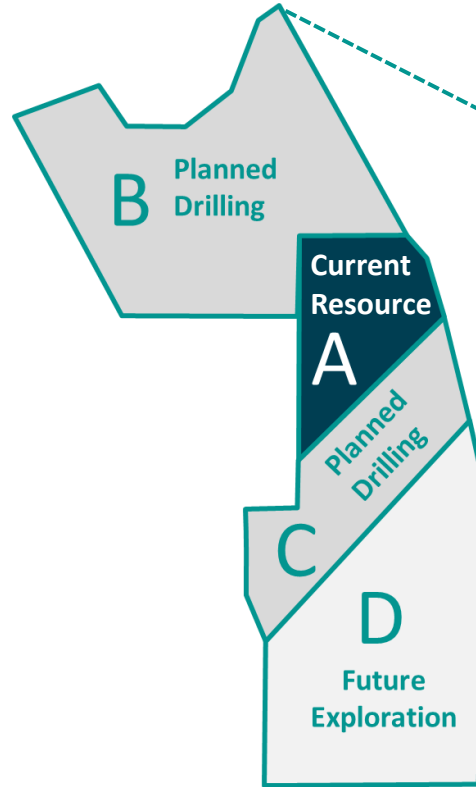 B
Planned
Drilling
Current
Resource
A
Planned
Drilling
C
D
Future
Exploration